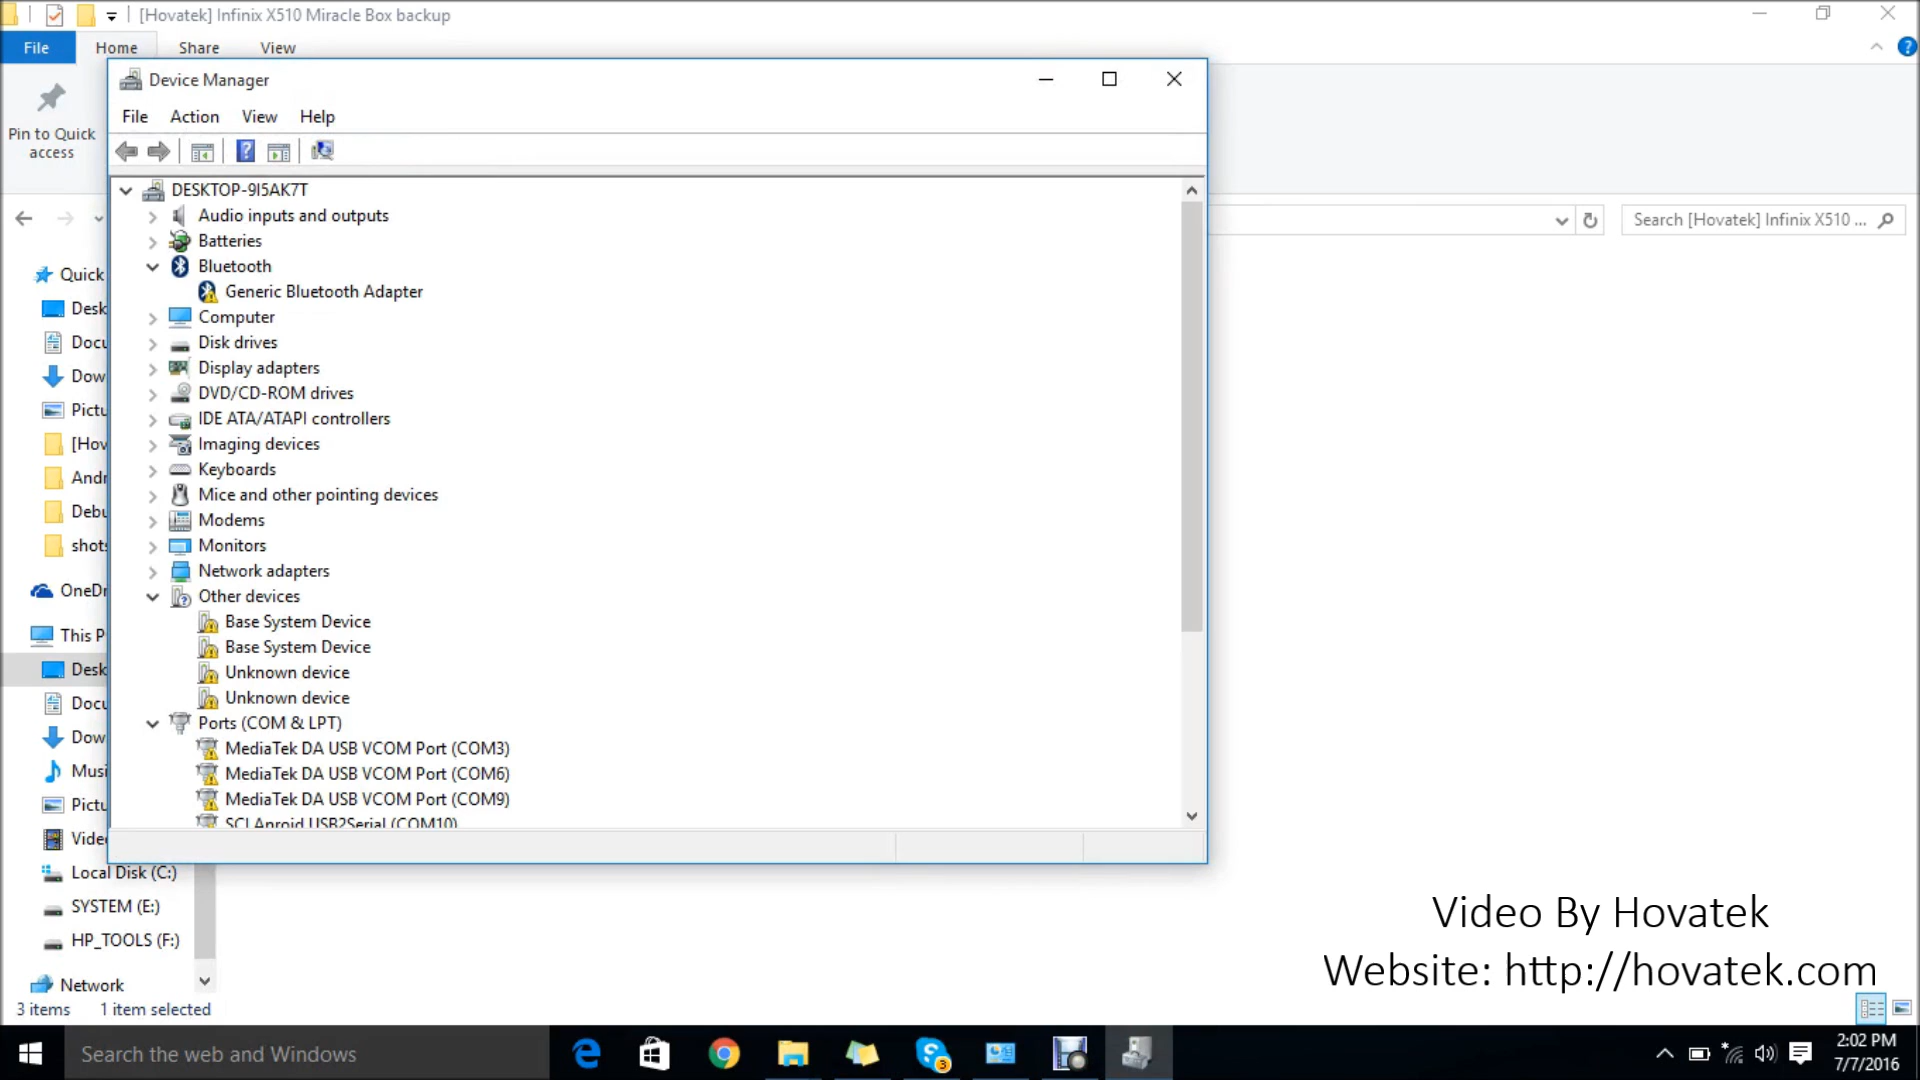 [Hovatek] Infinix X510 Miracle Box backup
File
Home
Share
View
Pin to Quick
access
Device Manager
File
Action
View
Help
DESKTOP-9I5AK7T
Audio inputs and outputs
Batteries
Bluetooth
Generic Bluetooth Adapter
Computer
Disk drives
Display adapters
DVD/CD-ROM drives
IDE ATA/ATAPI controllers
Imaging devices
Keyboards
Mice and other pointing devices
Modems
Monitors
Network adapters
Other devices
Base System Device
Base System Device
Unknown device
Unknown device
Ports (COM & LPT)
MediaTek DA USB VCOM Port (COM3)
MediaTek DA USB VCOM Port (COM6)
MediaTek DA USB VCOM Port (COM9)
SCI Anroid USB2Serial (COM10)
Search [Hovatek] Infinix X510 ...
Quick
Desk
Docu
Dow
Pictu
[Hov
Andr
Debu
shots
OneDr
This P
Desk
Docu
Dow
Musi
Pictu
Vide
Local Disk (C:)
SYSTEM (E:)
HP_TOOLS (F:)
Network
3 items
1 item selected
Video By Hovatek
Website: http://hovatek.com
Search the web and Windows
3
2:02 PM
7/7/2016